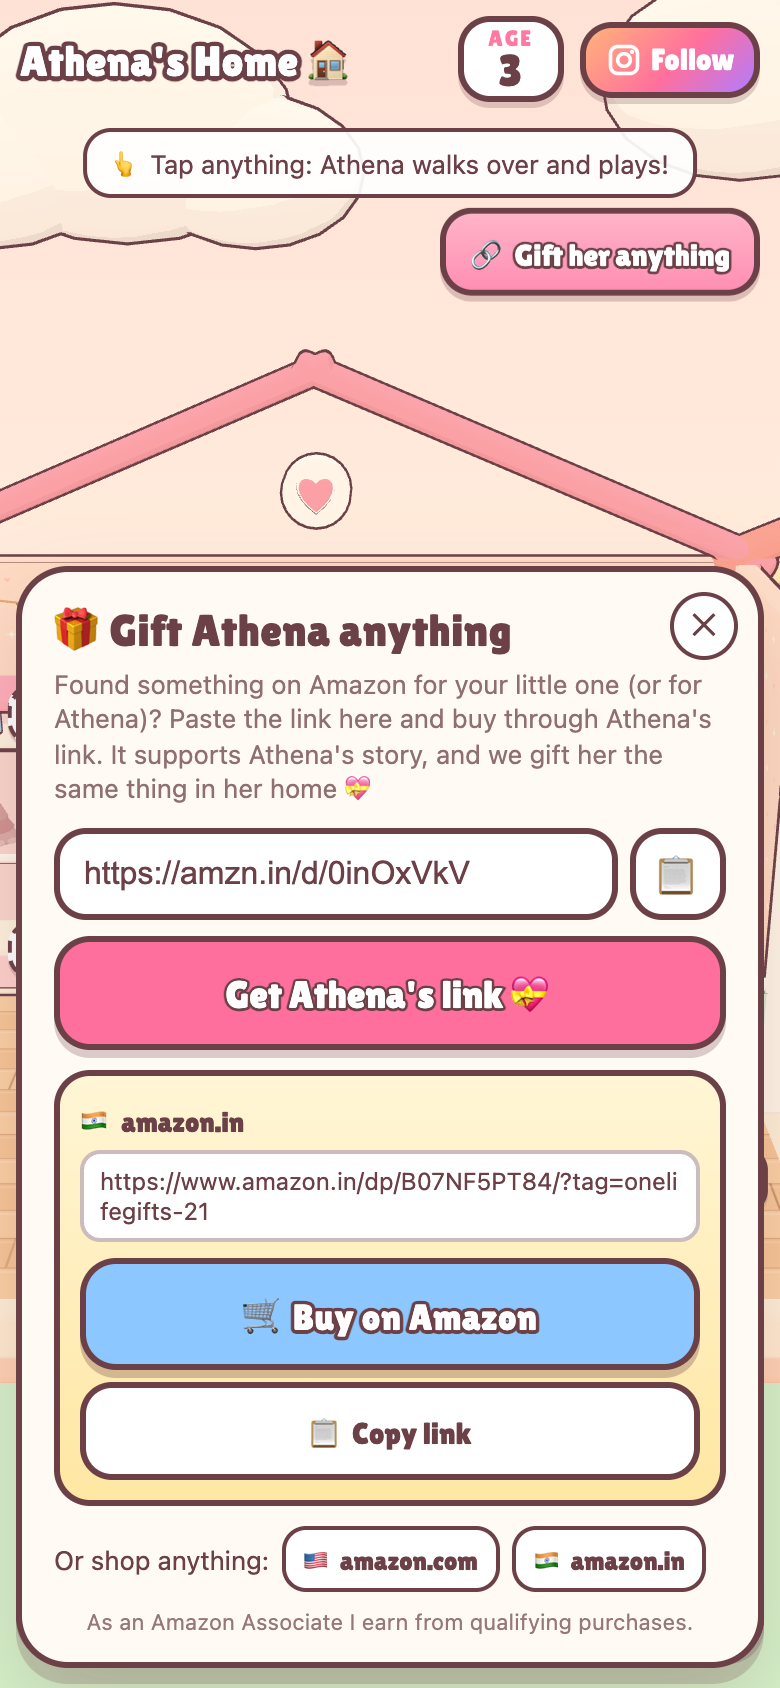 Athena's Home 🏠
AGE
3
Follow
👆 Tap anything: Athena walks over and plays!
🔗 Gift her anything
🎁 Gift Athena anything
Found something on Amazon for your little one (or for
Athena)? Paste the link here and buy through Athena's
link. It supports Athena's story, and we gift her the
same thing in her home 💝
https://amzn.in/d/0inOxVkV
📋
Get Athena's link 💝
🇮🇳 amazon.in
https://www.amazon.in/dp/B07NF5PT84/?tag=oneli
fegifts-21
🛒 Buy on Amazon
📋 Copy link
Or shop anything: 🇺🇸 amazon.com 🇮🇳 amazon.in
As an Amazon Associate I earn from qualifying purchases.